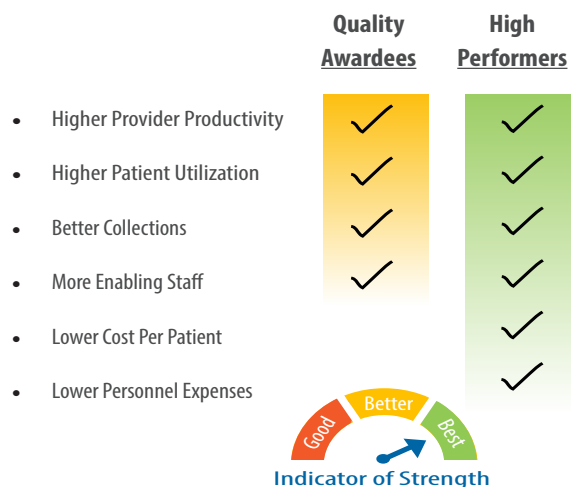 Quality High
Awardees Performers
• Higher Provider Productivity
• Higher Patient Utilization
• Better Collections
• More Enabling Staff
• Lower Cost Per Patient
• Lower Personnel Expenses
Good Better Best
Indicator of Strength